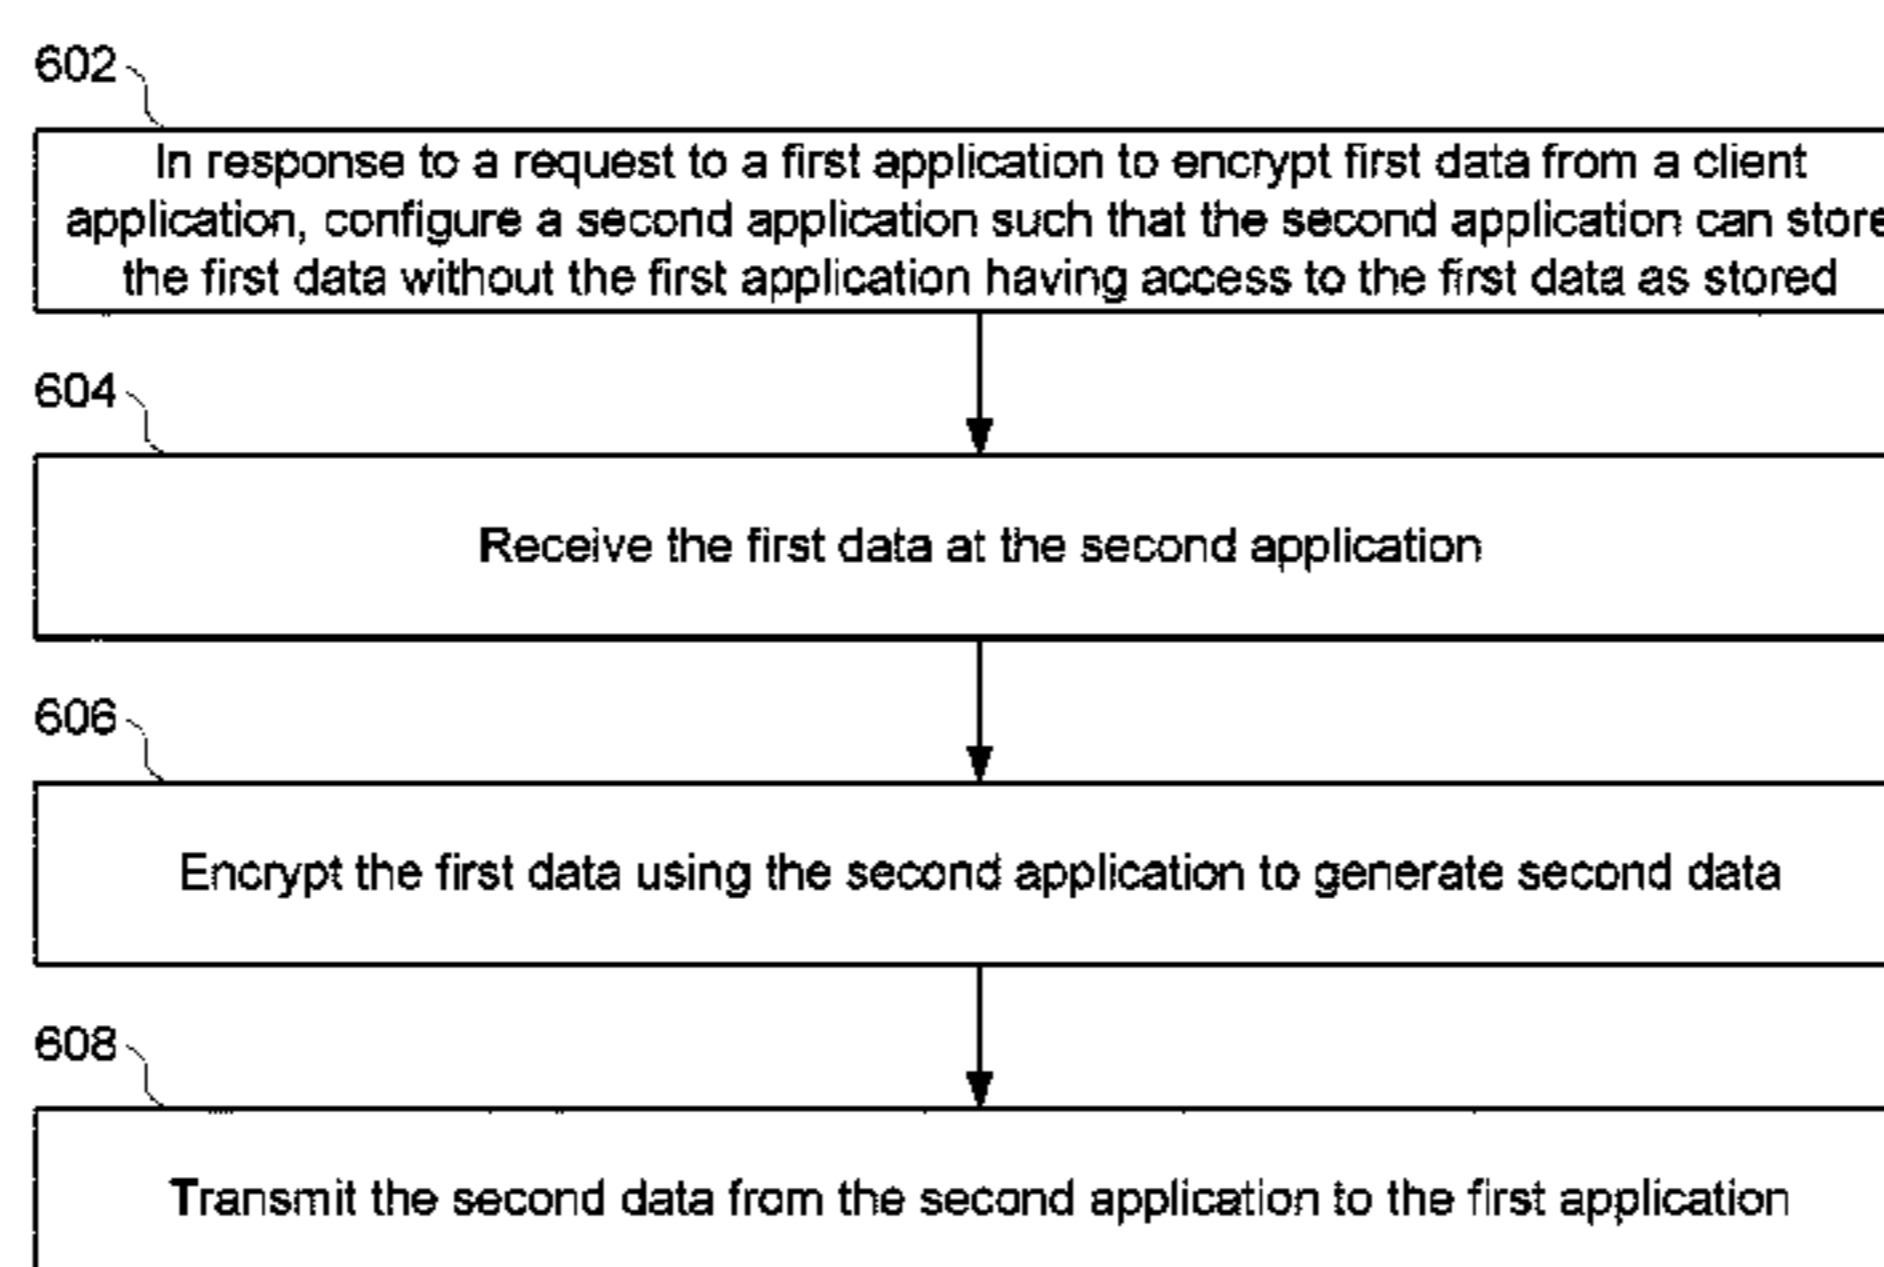 602
In response to a request to a first application to encrypt first data from a client
application, configure a second application such that the second application can store
the first data without the first application having access to the first data as stored
604
Receive the first data at the second application
606
Encrypt the first data using the second application to generate second data
608
Transmit the second data from the second application to the first application